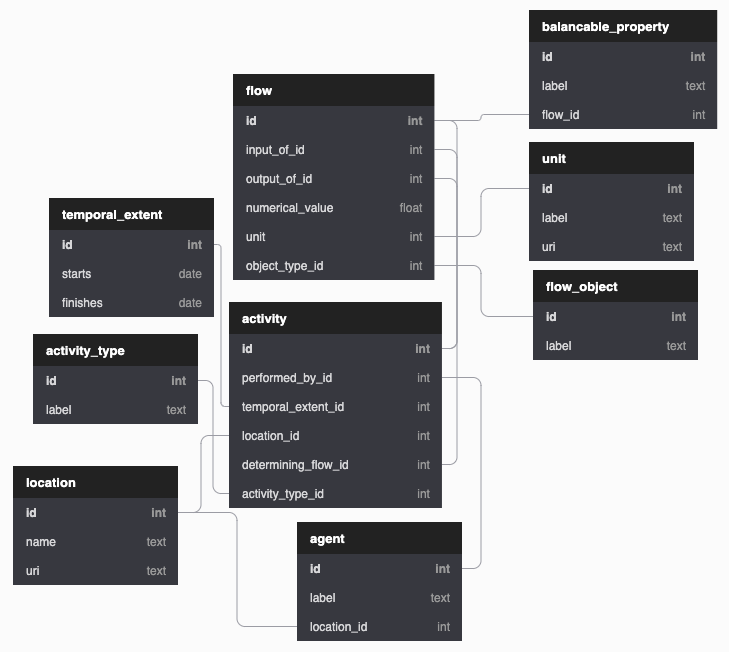 balancable_property
id int
label text
flow_id int
flow
id int
input_of_id int
output_of_id int
numerical_value float
unit int
object_type_id int
unit
id int
label text
uri text
temporal_extent
id int
starts date
finishes date
flow_object
id int
label text
activity
id int
performed_by_id int
temporal_extent_id int
location_id int
determining_flow_id int
activity_type_id int
activity_type
id int
label text
location
id int
name text
uri text
agent
id int
label text
location_id int